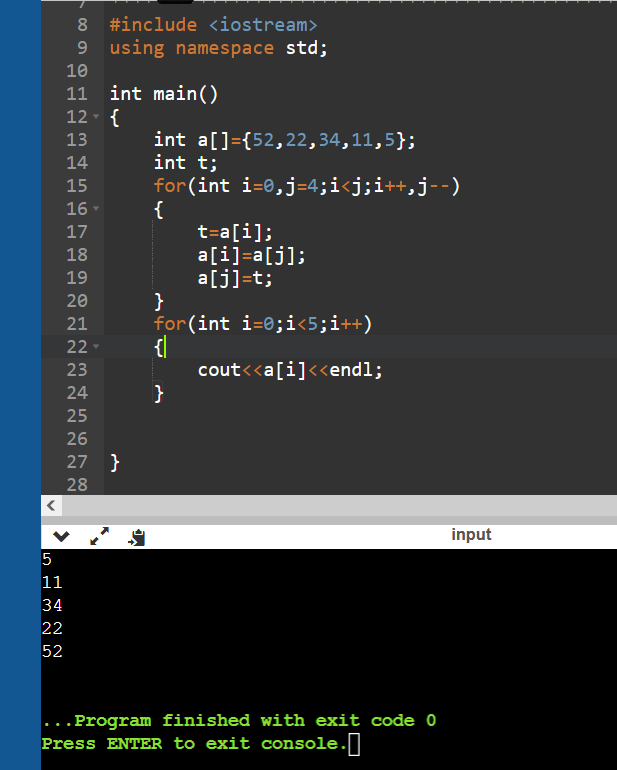 8 #include <iostream>
9 using namespace std;
10
11 int main()
12 {
13 int a[]={52,22,34,11,5};
14 int t;
15 for(int i=0,j=4;i<j;i++,j--)
16 {
17 t=a[i];
18 a[i]=a[j];
19 a[j]=t;
20 }
21 for(int i=0;i<5;i++)
22 {
23 cout<<a[i]<<endl;
24 }
25
26
27 }
28
input
5
11
34
22
52
...Program finished with exit code 0
Press ENTER to exit console.